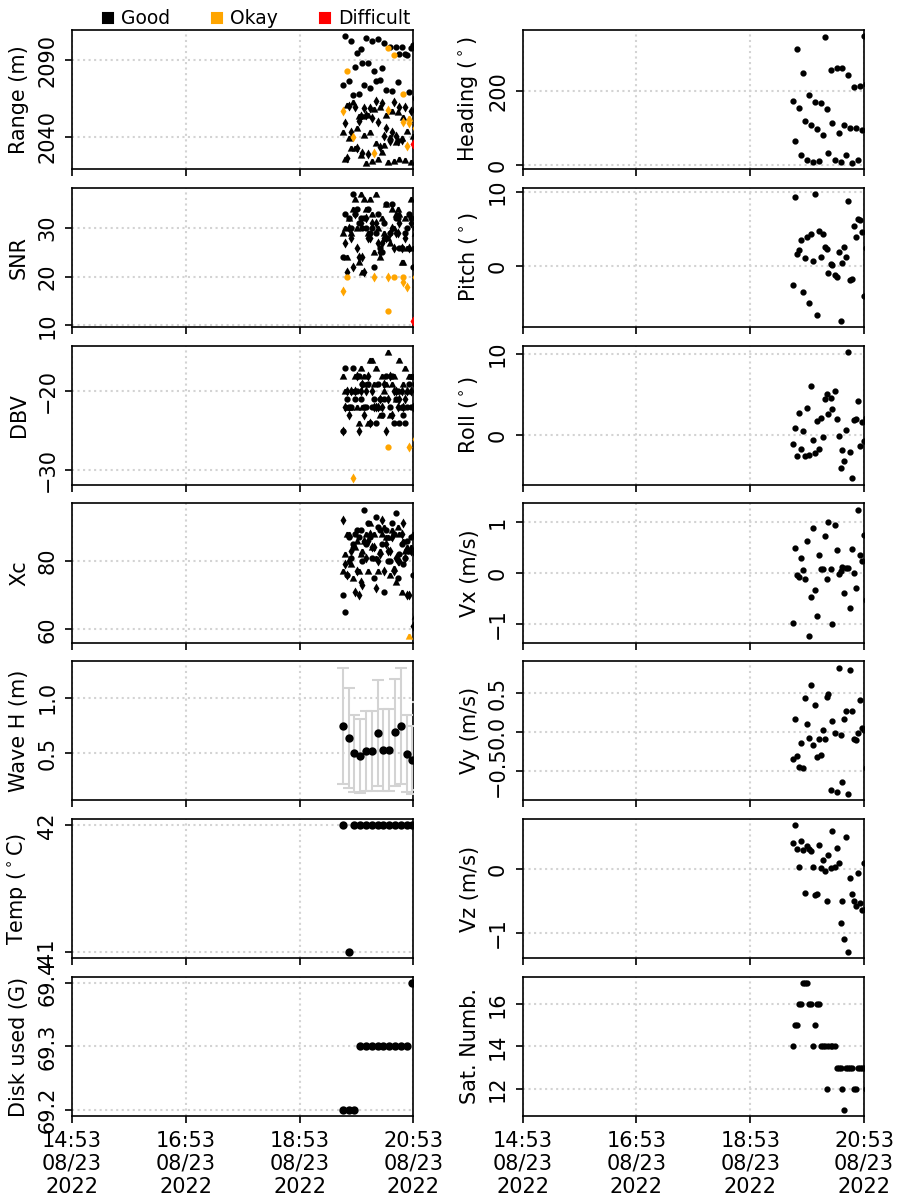 Good Okay Difficult
Range (m)
2090
2040
Heading (°)
200
0
SNR
30
20
10
Pitch (°)
10
0
DBV
−20
−30
Roll (°)
10
0
Xc
80
60
Vx (m/s)
1
0
−1
Wave H (m)
1.0
0.5
Vy (m/s)
0.5
0.0
−0.5
Temp (°C)
42
41
Vz (m/s)
0
−1
Disk used (G)
69.4
69.3
69.2
Sat. Numb.
16
14
12
14:53 16:53 18:53 20:53 14:53 16:53 18:53 20:53
08/23 08/23 08/23 08/23 08/23 08/23 08/23 08/23
2022 2022 2022 2022 2022 2022 2022 2022